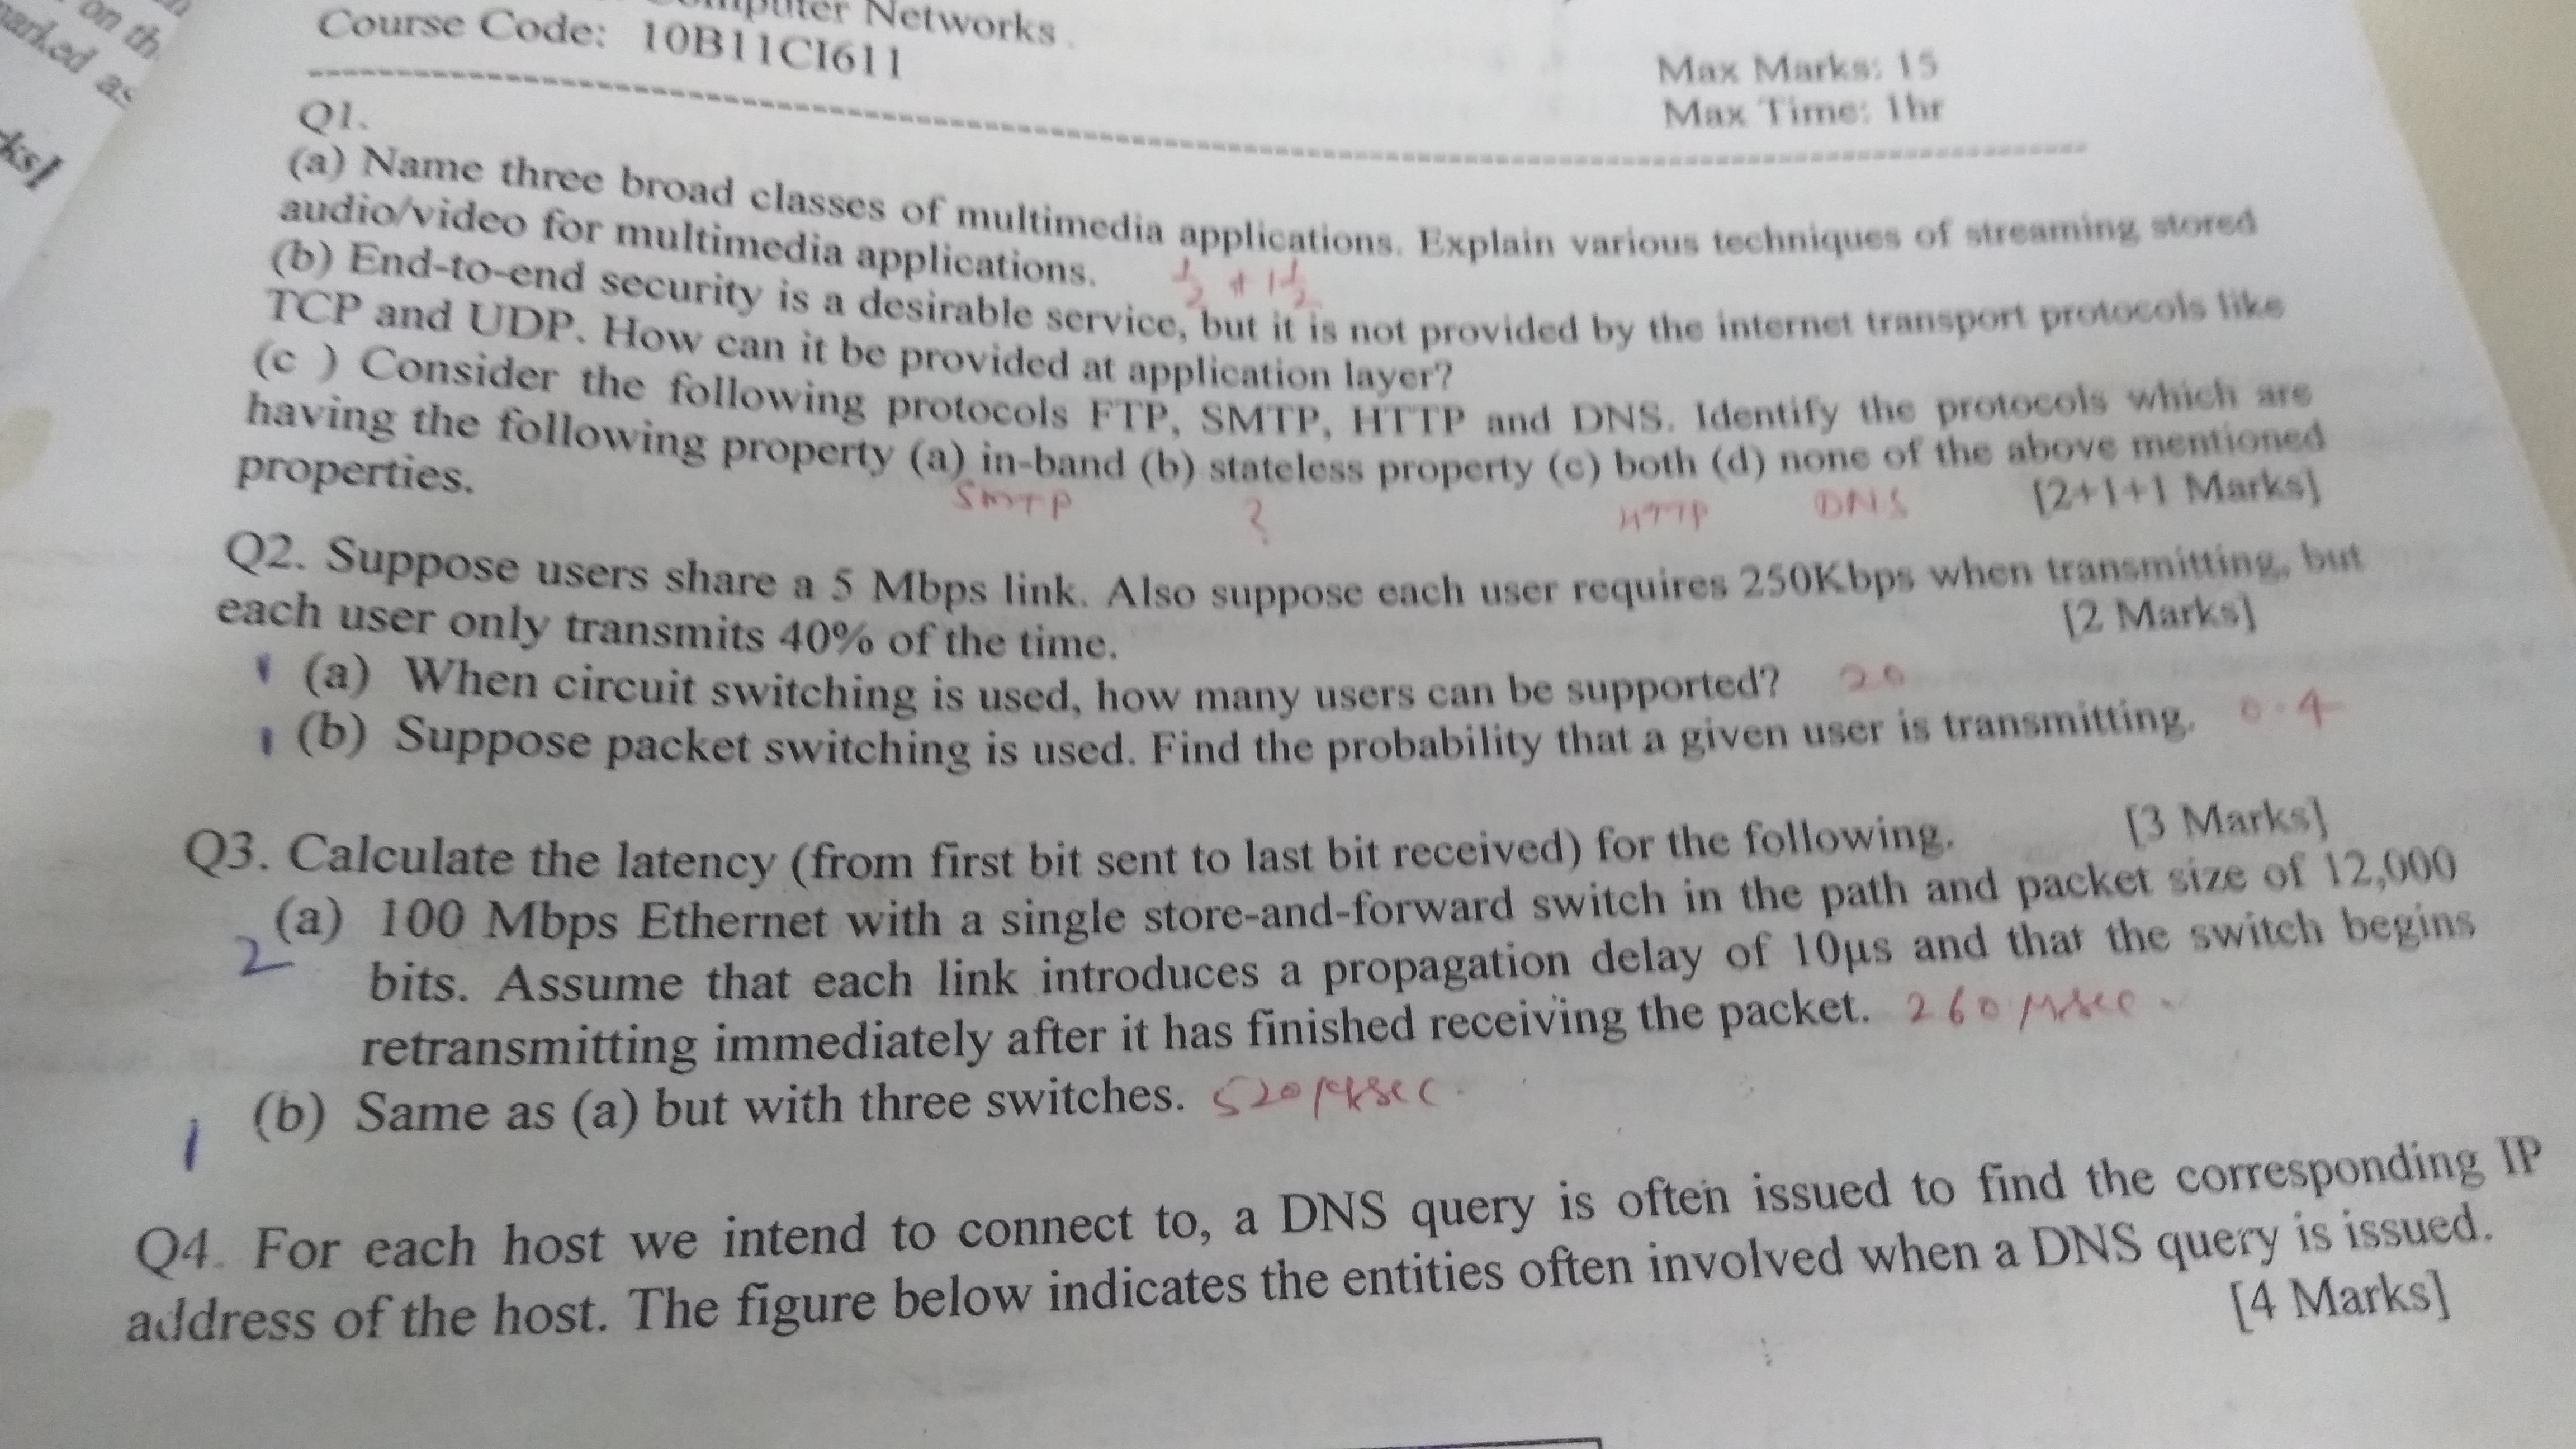 on th
arked as
ks]
Computer Networks
Course Code: 10B11CI611
Max Marks: 15
Max Time: 1hr
Q1.
(a) Name three broad classes of multimedia applications. Explain various techniques of streaming stored
audio/video for multimedia applications.
1/2 + 1 1/2
(b) End-to-end security is a desirable service, but it is not provided by the internet transport protocols like
TCP and UDP. How can it be provided at application layer?
(c ) Consider the following protocols FTP, SMTP, HTTP and DNS. Identify the protocols which are
having the following property (a) in-band (b) stateless property (c) both (d) none of the above mentioned
properties.
[2+1+1 Marks]
SMTP ? HTTP DNS
Q2. Suppose users share a 5 Mbps link. Also suppose each user requires 250Kbps when transmitting, but
each user only transmits 40% of the time.
[2 Marks]
1 (a) When circuit switching is used, how many users can be supported? 20
1 (b) Suppose packet switching is used. Find the probability that a given user is transmitting. 0.4
Q3. Calculate the latency (from first bit sent to last bit received) for the following. [3 Marks]
(a) 100 Mbps Ethernet with a single store-and-forward switch in the path and packet size of 12,000
2 bits. Assume that each link introduces a propagation delay of 10μs and that the switch begins
retransmitting immediately after it has finished receiving the packet. 260 μsec.
1 (b) Same as (a) but with three switches. 520 μsec.
Q4. For each host we intend to connect to, a DNS query is often issued to find the corresponding IP
address of the host. The figure below indicates the entities often involved when a DNS query is issued.
[4 Marks]